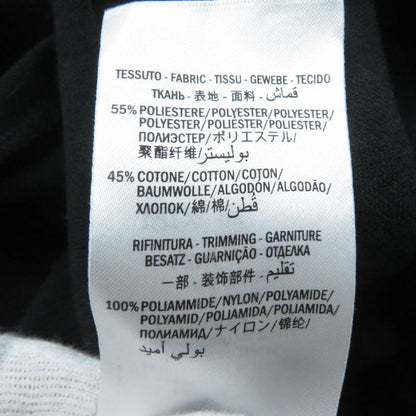 TESSUTO - FABRIC - TISSU - GEWEBE - TECIDO
ТКАНЬ - 表地 - 面料 - قماش
55% POLIESTERE/POLYESTER/POLYESTER/
POLYESTER/POLIÉSTER/POLIÉSTER/
ПОЛИЭСТЕР/ポリエステル/
聚酯纤维/بوليستر
45% COTONE/COTTON/COTON/
BAUMWOLLE/ALGODÓN/ALGODÃO/
ХЛОПОК/綿/棉/قطن
RIFINITURA - TRIMMING - GARNITURE
BESATZ - GUARNIÇÃO - ОТДЕЛКА
一部 - 装饰部件 - تقليم
100% POLIAMMIDE/NYLON/POLYAMIDE/
POLYAMID/POLIAMIDA/POLIAMIDA/
ПОЛИАМИД/ナイロン/锦纶/
بولي أميد